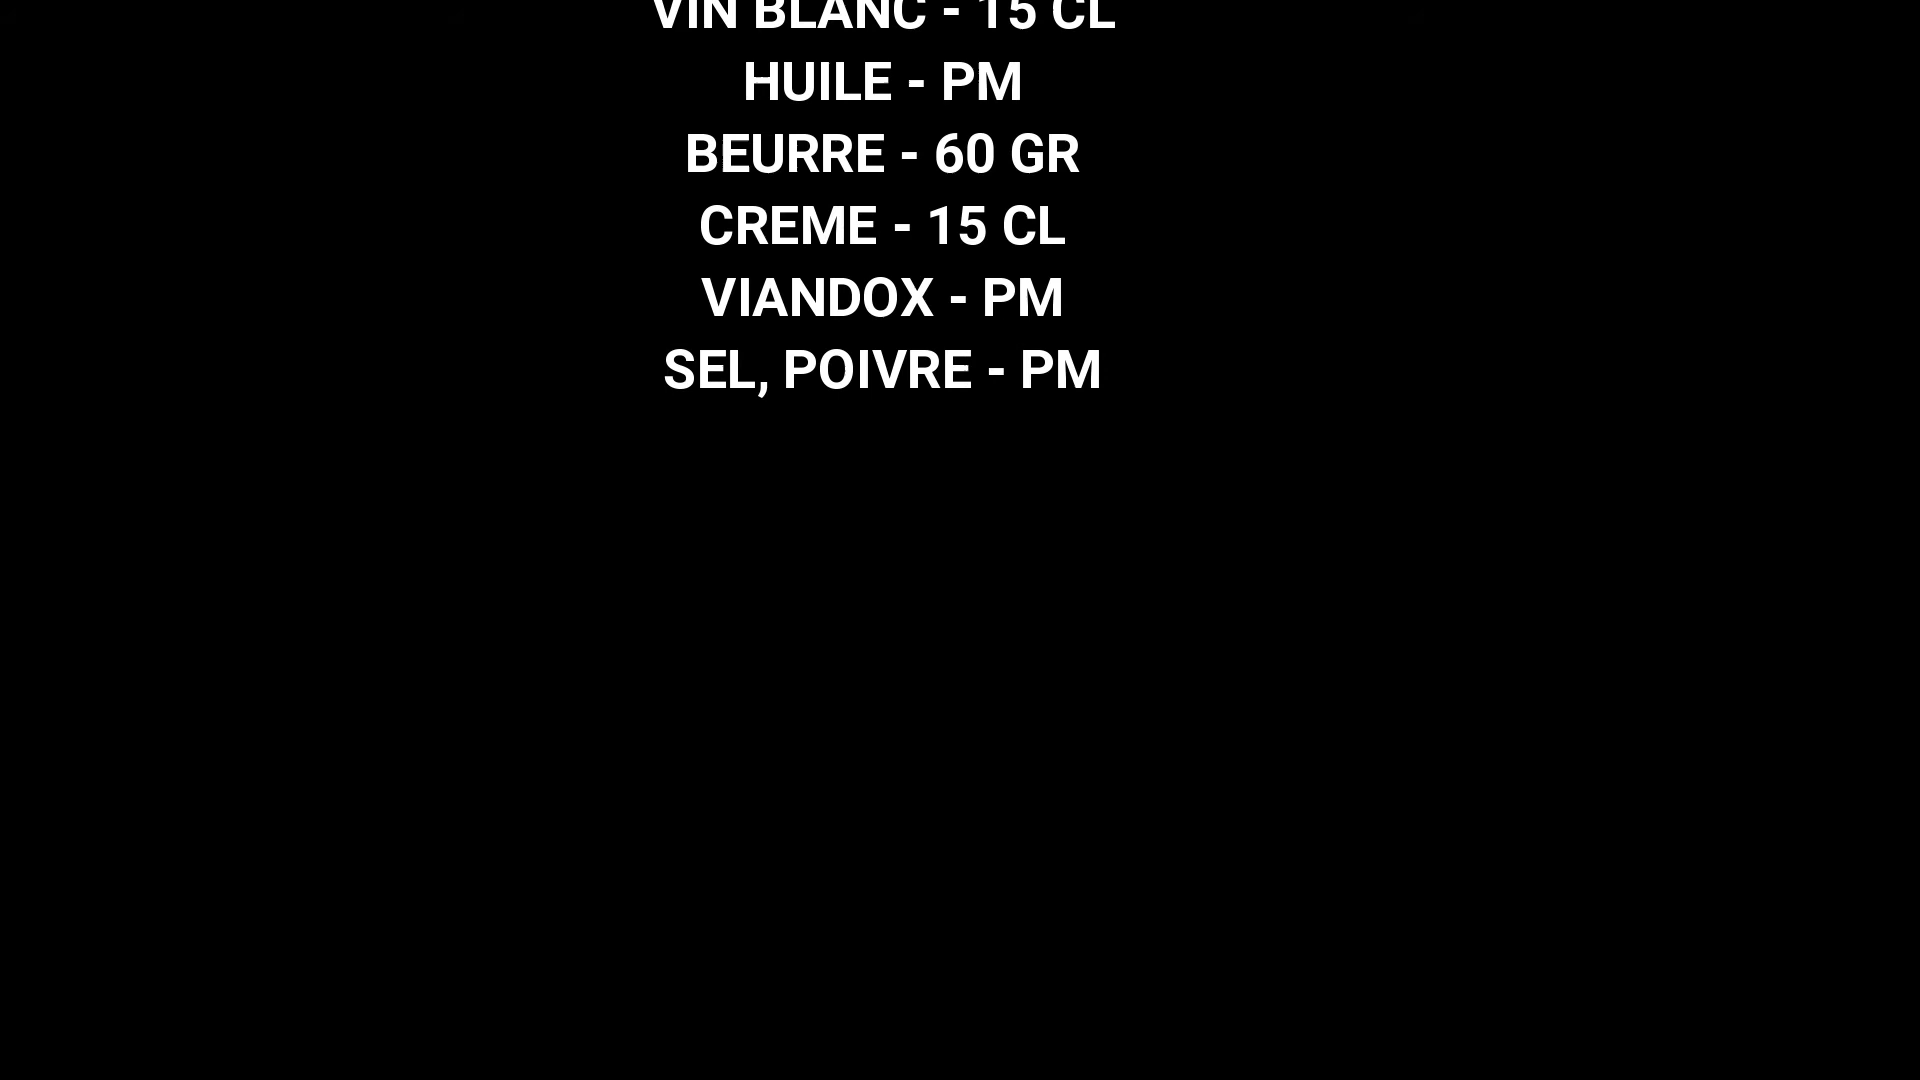 VIN BLANC - 15 CL
HUILE - PM
BEURRE - 60 GR
CREME - 15 CL
VIANDOX - PM
SEL, POIVRE - PM